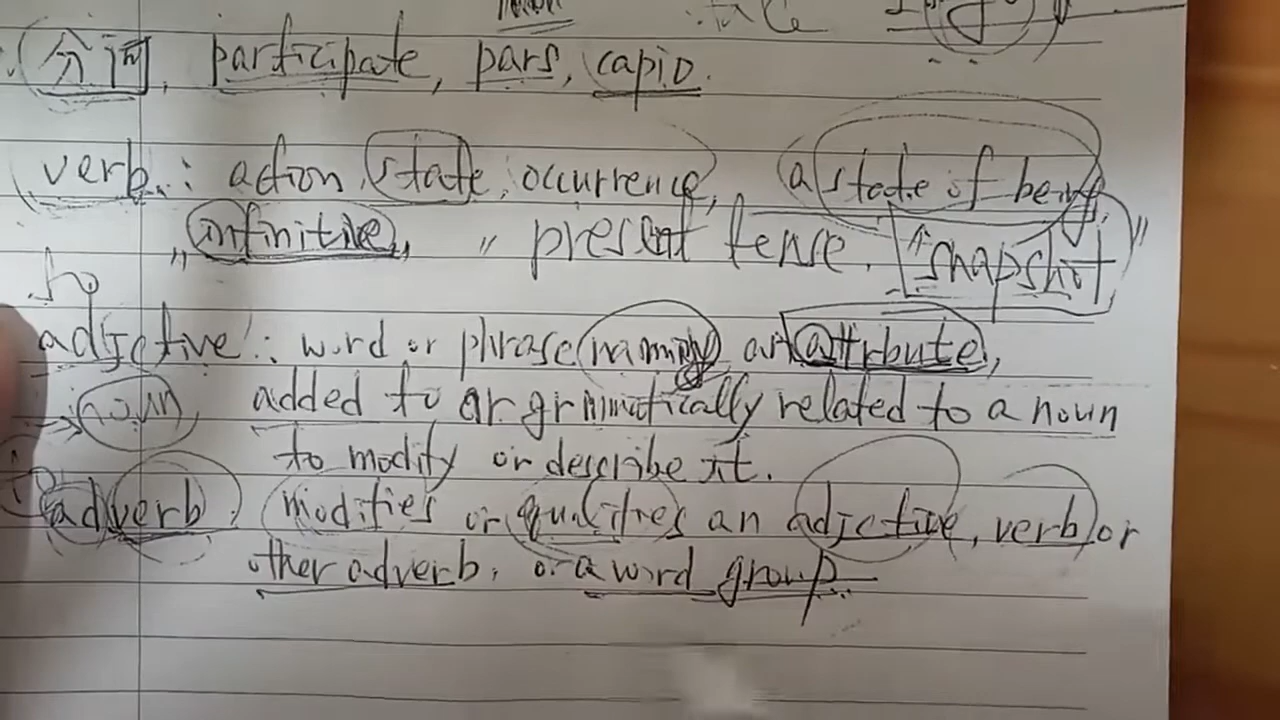 分词, participate, pars, capio.
verb: action, state, occurrence, a state of being,
"infinitive" " present tense. "snapshot"
adjective: word or phrase naming an attribute,
noun, added to or grammatically related to a noun
to modify or describe it.
adverb, modifies or qualifies an adjective, verb or
other adverb, or a word group